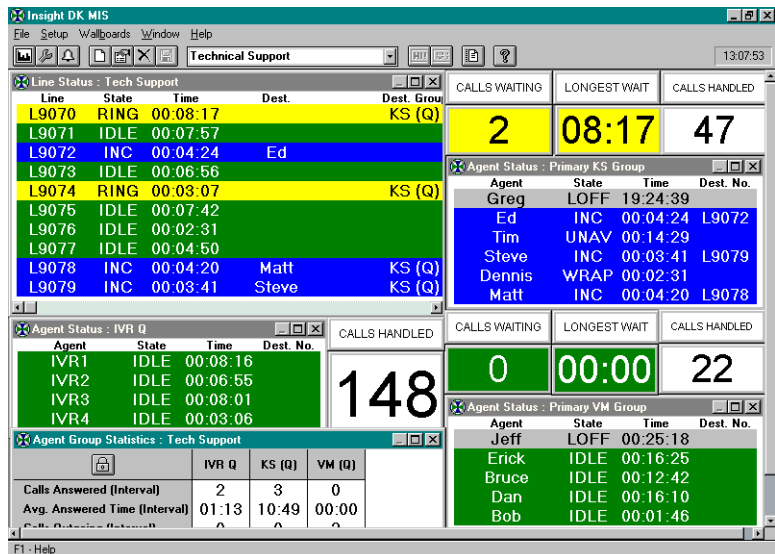 Insight DK MIS
File Setup Wallboards Window Help
Technical Support
13:07:53
Line Status : Tech Support
Line State Time Dest. Dest. Grou
L9070 RING 00:08:17 KS (Q)
L9071 IDLE 00:07:57
L9072 INC 00:04:24 Ed
L9073 IDLE 00:06:56
L9074 RING 00:03:07 KS (Q)
L9075 IDLE 00:07:42
L9076 IDLE 00:02:31
L9077 IDLE 00:04:50
L9078 INC 00:04:20 Matt KS (Q)
L9079 INC 00:03:41 Steve KS (Q)
CALLS WAITING LONGEST WAIT CALLS HANDLED
2 08:17 47
Agent Status : Primary KS Group
Agent State Time Dest. No.
Greg LOFF 19:24:39
Ed INC 00:04:24 L9072
Tim UNAV 00:14:29
Steve INC 00:03:41 L9079
Dennis WRAP 00:02:31
Matt INC 00:04:20 L9078
Agent Status : IVR Q
Agent State Time Dest. No.
IVR1 IDLE 00:08:16
IVR2 IDLE 00:06:55
IVR3 IDLE 00:08:01
IVR4 IDLE 00:03:06
CALLS HANDLED
148
CALLS WAITING LONGEST WAIT CALLS HANDLED
0 00:00 22
Agent Status : Primary VM Group
Agent State Time Dest. No.
Jeff LOFF 00:25:18
Erick IDLE 00:16:25
Bruce IDLE 00:12:42
Dan IDLE 00:16:10
Bob IDLE 00:01:46
Agent Group Statistics : Tech Support
IVR Q KS (Q) VM (Q)
Calls Answered (Interval) 2 3 0
Avg. Answered Time (Interval) 01:13 10:49 00:00
F1 - Help